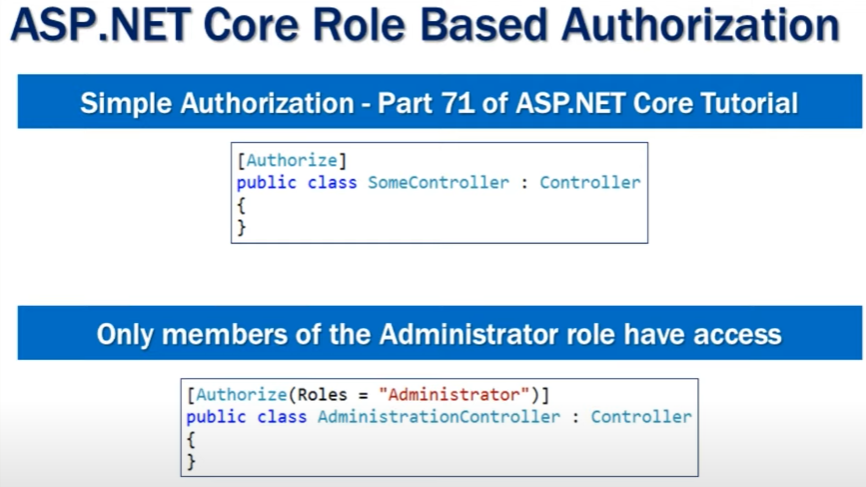 ASP.NET Core Role Based Authorization
Simple Authorization - Part 71 of ASP.NET Core Tutorial
[Authorize]
public class SomeController : Controller
{
}
Only members of the Administrator role have access
[Authorize(Roles = "Administrator")]
public class AdministrationController : Controller
{
}